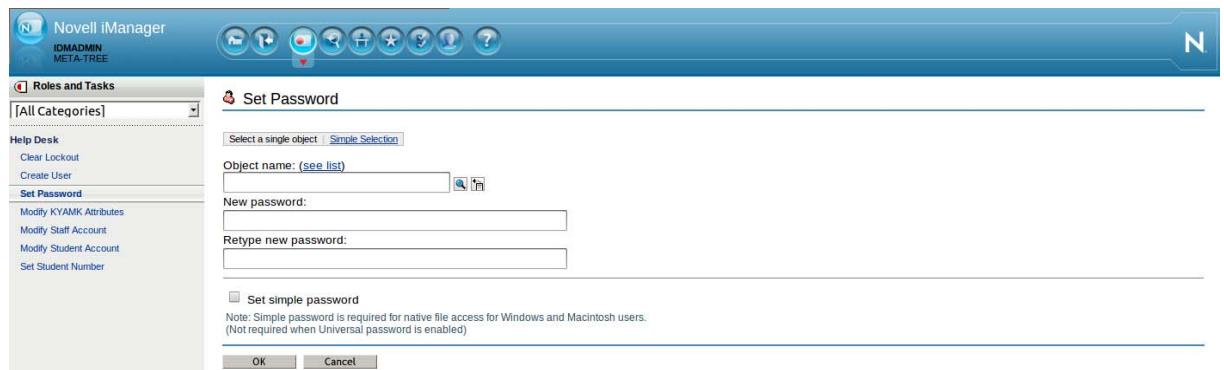 Novell iManager
IDMADMIN
META-TREE
N
Roles and Tasks
[All Categories]
Help Desk
Clear Lockout
Create User
Set Password
Modify KYAMK Attributes
Modify Staff Account
Modify Student Account
Set Student Number
Set Password
Select a single object | Simple Selection
Object name: (see list)
New password:
Retype new password:
Set simple password
Note: Simple password is required for native file access for Windows and Macintosh users.
(Not required when Universal password is enabled)
OK Cancel